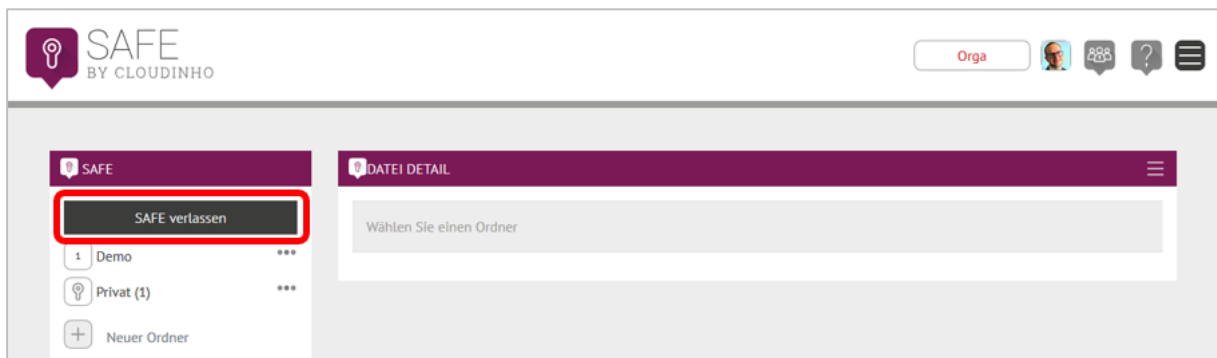 SAFE
BY CLOUDINHO
Orga
SAFE
SAFE verlassen
1 Demo
Privat (1)
Neuer Ordner
DATEI DETAIL
Wählen Sie einen Ordner